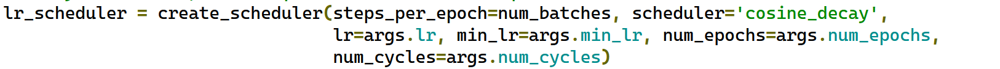 lr_scheduler = create_scheduler(steps_per_epoch=num_batches, scheduler='cosine_decay',
lr=args.lr, min_lr=args.min_lr, num_epochs=args.num_epochs,
num_cycles=args.num_cycles)